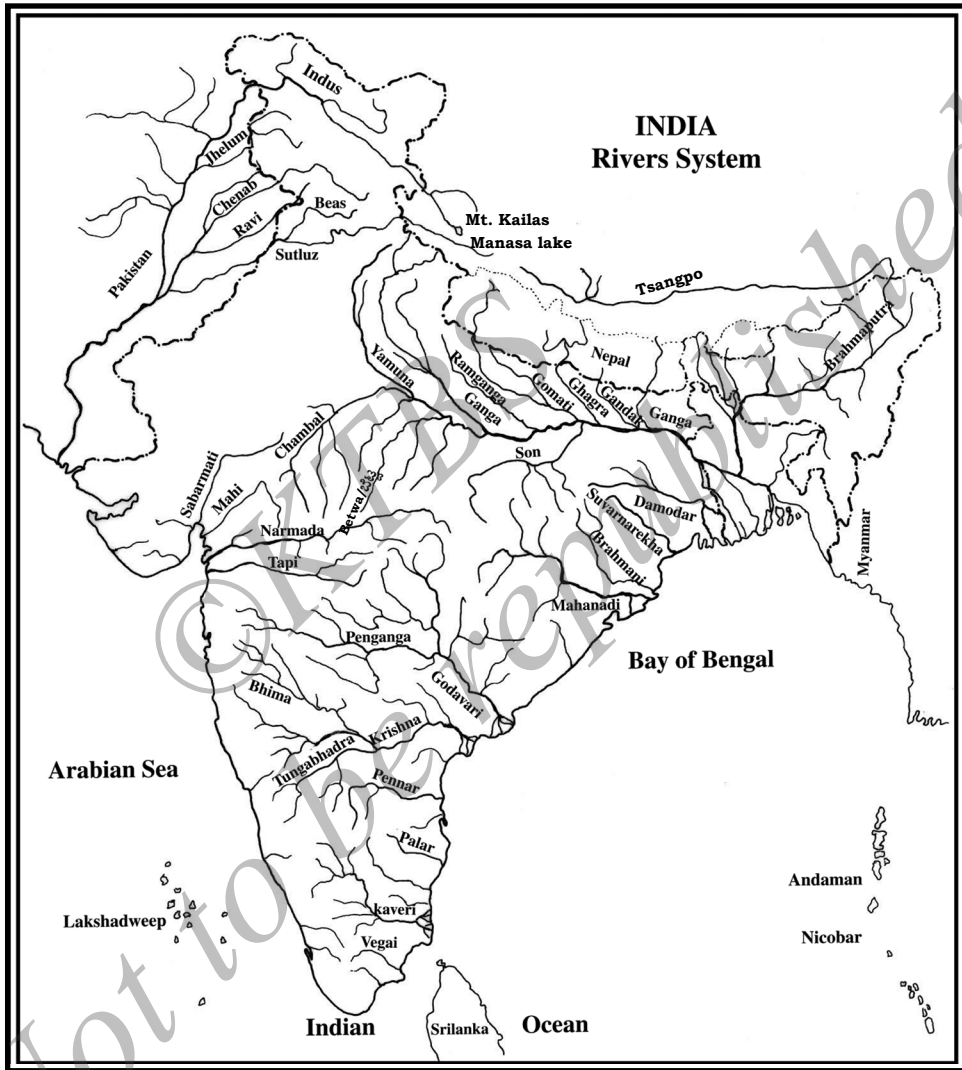 INDIA
Rivers System
Indus
Jhelum
Chenab
Ravi
Beas
Sutluz
Pakistan
Mt. Kailas
Manasa lake
Tsangpo
Brahmaputra
Nepal
Yamuna
Ramganga
Ganga
Gomati
Ghagra
Gandak
Ganga
Chambal
Son
Sabarmati
Mahi
Betwa
Narmada
Tapi
Damodar
Suvarnarekha
Brahmani
Mahanadi
Myanmar
Penganga
Godavari
Bay of Bengal
Bhima
Krishna
Tungabhadra
Arabian Sea
Pennar
Palar
Andaman
Lakshadweep
kaveri
Vegai
Nicobar
Indian
Srilanka
Ocean
©KTBS
Not to be republished